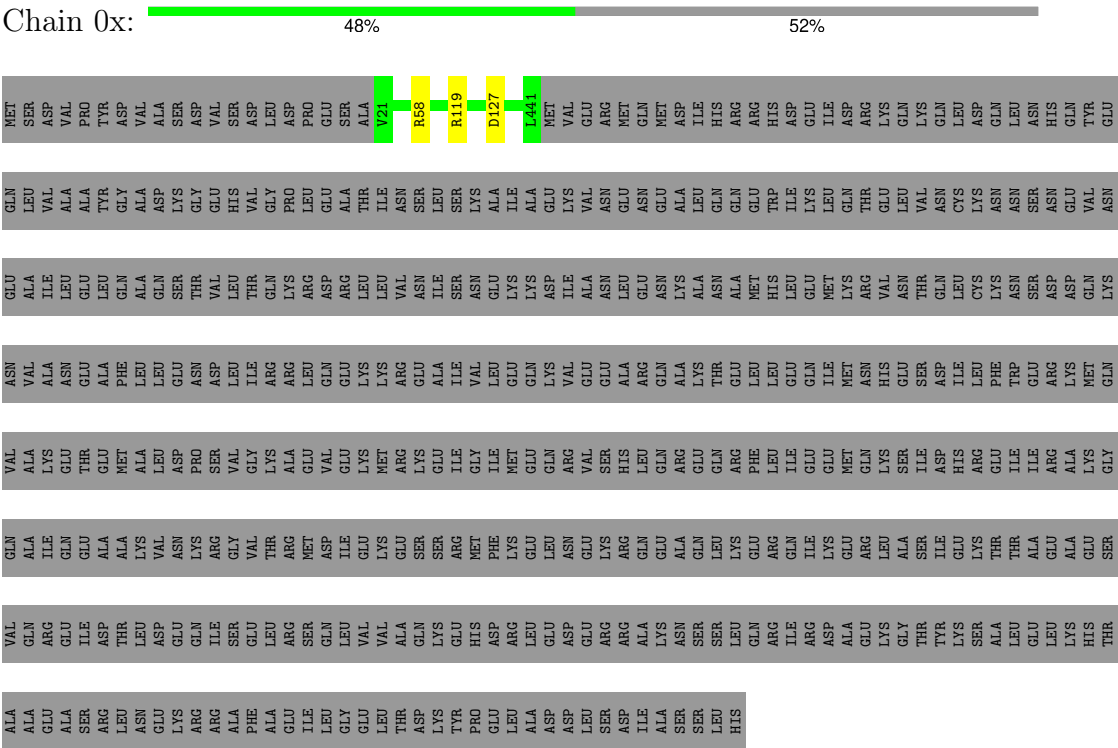 Chain 0x:
48%
52%
MET SER ASP VAL PRO TYR ASP VAL ALA SER ASP VAL SER ASP LEU ASP PRO GLU SER ALA V21 R58 R119 D127 L441 MET VAL GLU ARG MET GLN MET ASP ILE HIS ARG ARG HIS ASP GLU ILE ASP ARG LYS GLN LYS GLN LEU ASP GLN LEU ASN HIS GLN TYR GLU
GLN LEU VAL ALA ALA TYR GLY ALA ASP LYS GLY GLU HIS VAL GLY PRO LEU GLU ALA THR ILE ASN SER LEU SER LYS ALA ILE ALA GLU LYS VAL ASN GLU ASN GLU ALA LEU GLN GLN GLU TRP ILE LYS LEU GLN THR GLU LEU VAL ASN CYS LYS ASN ASN SER ASN GLU VAL ASN
GLU ALA ILE LEU GLU LEU GLN ALA GLN SER THR VAL LEU THR GLN LYS ARG ASP ARG LEU LEU VAL ASN ILE SER ASN GLU LYS LYS ASP ILE ALA ASN LEU GLU ASN LYS ALA ASN ALA MET HIS LEU GLU MET LYS ARG VAL ASN THR GLN LEU CYS LYS ASN SER ASP ASP GLN LYS
ASN VAL ALA ASN GLU ALA PHE LEU LEU GLU ASN ASP LEU ILE ARG ARG LEU GLN GLU LYS LYS ARG GLU ALA ILE VAL LEU GLU GLN LYS VAL GLU GLU ALA ARG GLN ALA LYS THR GLU LEU LEU GLU GLN ILE MET ASN HIS GLU SER ASP ILE LEU PHE TRP GLU ARG LYS MET GLN
VAL ALA LYS GLU THR GLU MET ALA LEU ASP PRO SER VAL GLY LYS ALA GLU VAL GLU LYS MET ARG LYS GLU ILE GLY ILE MET GLU GLN ARG VAL SER HIS LEU GLN ARG GLU GLN ARG PHE LEU ILE GLU GLU MET GLN LYS SER ILE ASP HIS ARG GLU ILE ILE ARG ALA LYS GLY
GLN ALA ILE GLN GLU ALA ALA LYS VAL ASN LYS ARG GLY VAL THR ARG MET ASP ILE GLU LYS GLU SER SER ARG MET PHE LYS GLU LEU ASN GLU LYS ARG GLN GLU ALA GLN LEU LYS GLU ARG GLN ILE LYS GLU ARG LEU ALA SER ILE GLU LYS THR THR ALA GLU ALA GLU SER
VAL GLN ARG GLU ILE ASP THR LEU ASP GLU GLN ILE SER GLU LEU ARG SER GLN LEU VAL VAL ALA GLN LYS GLU HIS ASP ARG LEU GLU ASP GLU ARG ARG ALA LYS ASN SER SER LEU GLN ARG ILE ARG ASP ALA GLU LYS GLY THR TYR LYS SER ALA LEU GLU LEU LYS HIS THR
ALA ALA GLU ALA SER ARG LEU ASN GLU LYS ARG ARG ALA PHE ALA GLU ILE LEU GLY GLU LEU THR ASP LYS TYR PRO GLU LEU ALA ASP ASP LEU SER ASP ILE ALA SER SER LEU HIS